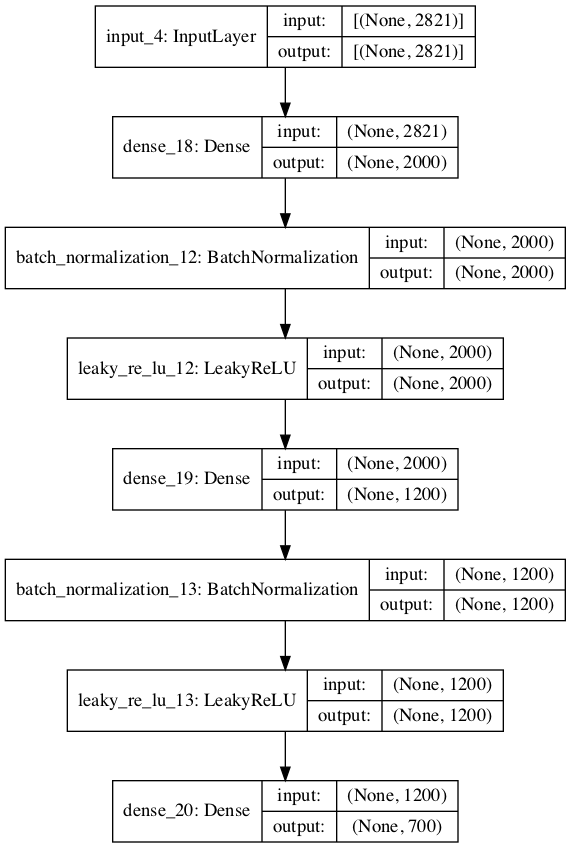 input_4: InputLayer
input: [(None, 2821)]
output: [(None, 2821)]
dense_18: Dense
input: (None, 2821)
output: (None, 2000)
batch_normalization_12: BatchNormalization
input: (None, 2000)
output: (None, 2000)
leaky_re_lu_12: LeakyReLU
input: (None, 2000)
output: (None, 2000)
dense_19: Dense
input: (None, 2000)
output: (None, 1200)
batch_normalization_13: BatchNormalization
input: (None, 1200)
output: (None, 1200)
leaky_re_lu_13: LeakyReLU
input: (None, 1200)
output: (None, 1200)
dense_20: Dense
input: (None, 1200)
output: (None, 700)